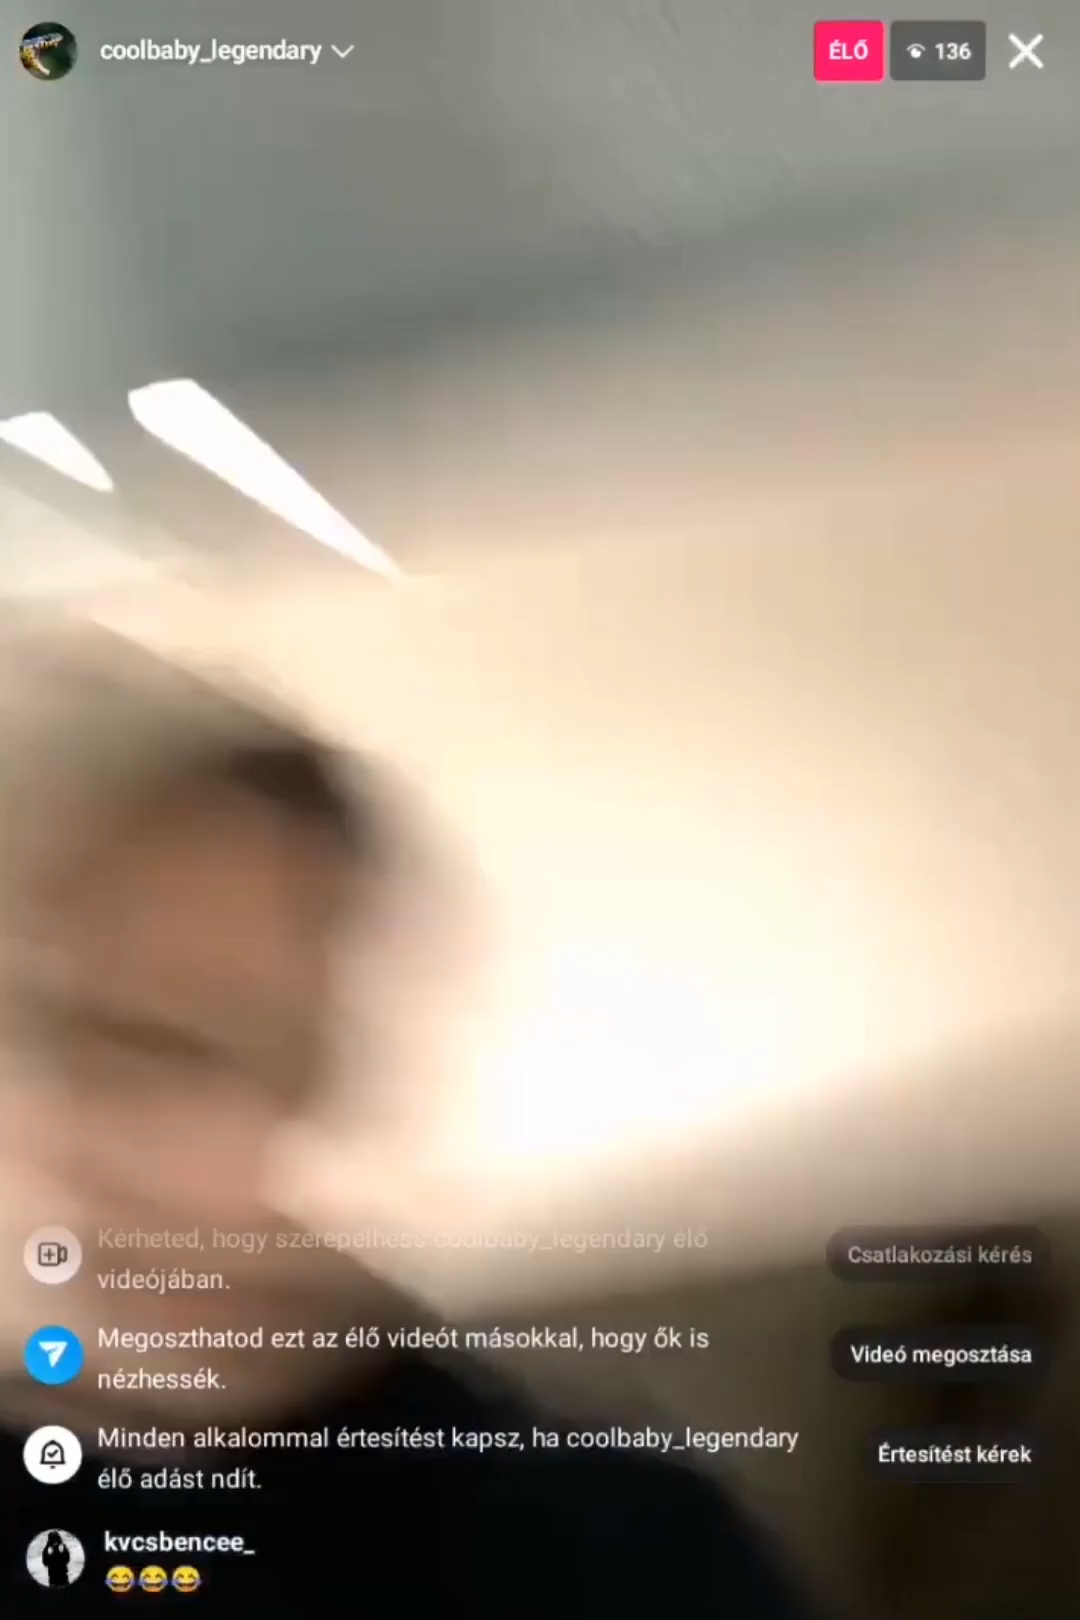 coolbaby_legendary
ÉLŐ
136
Kérheted, hogy szerepelhess coolbaby_legendary élő
videójában.
Csatlakozási kérés
Megoszthatod ezt az élő videót másokkal, hogy ők is
nézhessék.
Videó megosztása
Minden alkalommal értesítést kapsz, ha coolbaby_legendary
élő adást ndít.
Értesítést kérek
kvcsbencee_
😂😂😂